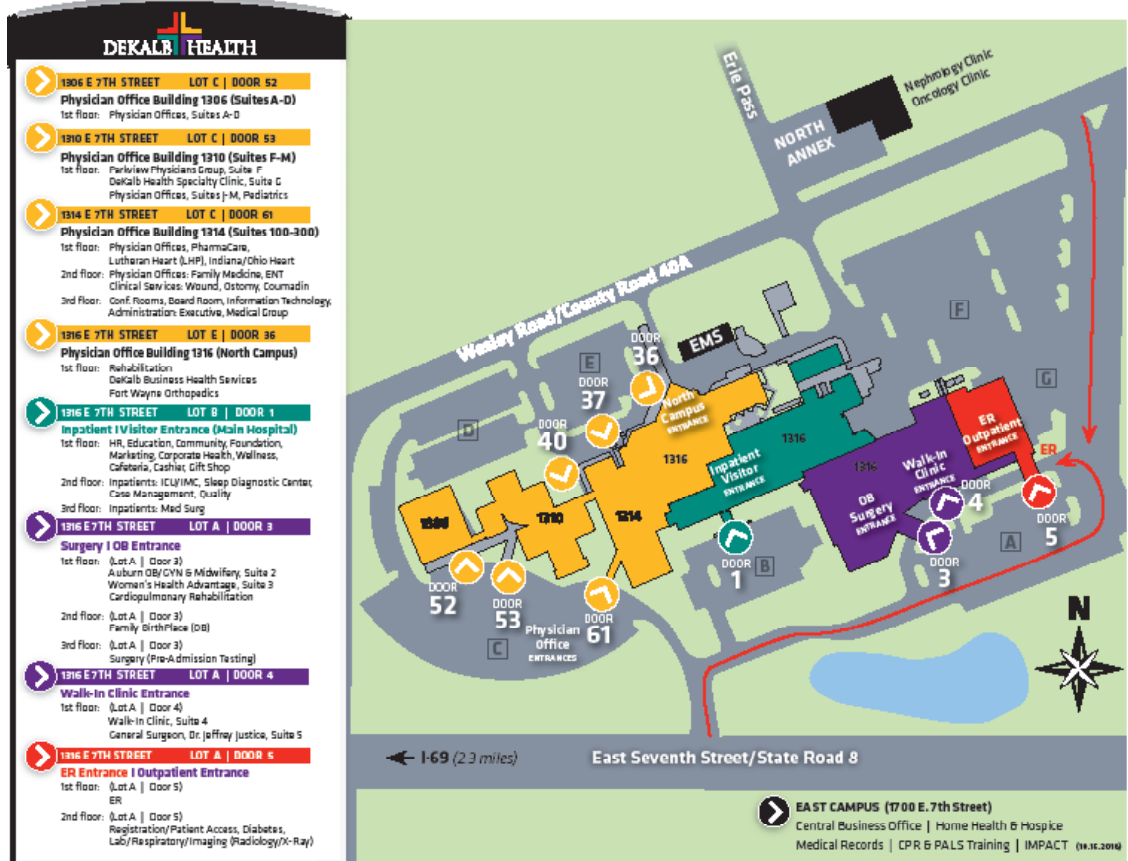 DEKALB HEALTH
1306 E 7TH STREET LOT C | DOOR 52
Physician Office Building 1306 (Suites A-D)
1st floor: Physician Offices, Suites A-D
1310 E 7TH STREET LOT C | DOOR 53
Physician Office Building 1310 (Suites F-M)
1st floor: Parkview Physicians Group, Suite F
DeKalb Health Specialty Clinic, Suite G
Physician Offices, Suites J-M, Pediatrics
1314 E 7TH STREET LOT C | DOOR 61
Physician Office Building 1314 (Suites 100-300)
1st floor: Physician Offices, PharmaCare,
Lutheran Heart (LHP), Indiana/Ohio Heart
2nd floor: Physician Offices: Family Medicine, ENT
Clinical Services: Wound, Ostomy, Coumadin
3rd floor: Conf. Rooms, Board Room, Information Technology,
Administration: Executive, Medical Group
1316 E 7TH STREET LOT E | DOOR 36
Physician Office Building 1316 (North Campus)
1st floor: Rehabilitation
DeKalb Business Health Services
Fort Wayne Orthopedics
1316 E 7TH STREET LOT B | DOOR 1
Inpatient | Visitor Entrance (Main Hospital)
1st floor: HR, Education, Community, Foundation,
Marketing, Corporate Health, Wellness,
Cafeteria, Cashier, Gift Shop
2nd floor: Inpatients: ICU/IMC, Sleep Diagnostic Center,
Case Management, Quality
3rd floor: Inpatients: Med Surg
1316 E 7TH STREET LOT A | DOOR 3
Surgery | OB Entrance
1st floor: (Lot A | Door 3)
Auburn OB/GYN & Midwifery, Suite 2
Women's Health Advantage, Suite 3
Cardiopulmonary Rehabilitation
2nd floor: (Lot A | Door 3)
Family BirthPlace (OB)
3rd floor: (Lot A | Door 3)
Surgery (Pre-Admission Testing)
1316 E 7TH STREET LOT A | DOOR 4
Walk-In Clinic Entrance
1st floor: (Lot A | Door 4)
Walk-In Clinic, Suite 4
General Surgeon, Dr. Jeffrey Justice, Suite 5
1316 E 7TH STREET LOT A | DOOR 5
ER Entrance | Outpatient Entrance
1st floor: (Lot A | Door 5)
ER
2nd floor: (Lot A | Door 5)
Registration/Patient Access, Diabetes,
Lab/Respiratory/Imaging (Radiology/X-Ray)
Erie Pass
Nephrology Clinic
Oncology Clinic
NORTH
ANNEX
Wesley Road/County Road 40A
EMS
D
E
F
G
DOOR
36
DOOR
37
DOOR
40
North
Campus
ENTRANCE
1316
Inpatient
Visitor
ENTRANCE
1316
1316
ER
Outpatient
ENTRANCE
ER
Walk-In
Clinic
ENTRANCE
OB
Surgery
ENTRANCE
1306
1310
1314
DOOR
52
DOOR
53
DOOR
61
Physician
Office
ENTRANCES
C
DOOR
1
B
DOOR
3
DOOR
4
DOOR
5
A
N
I-69 (2.3 miles)
East Seventh Street/State Road 8
EAST CAMPUS (1700 E. 7th Street)
Central Business Office | Home Health & Hospice
Medical Records | CPR & PALS Training | IMPACT